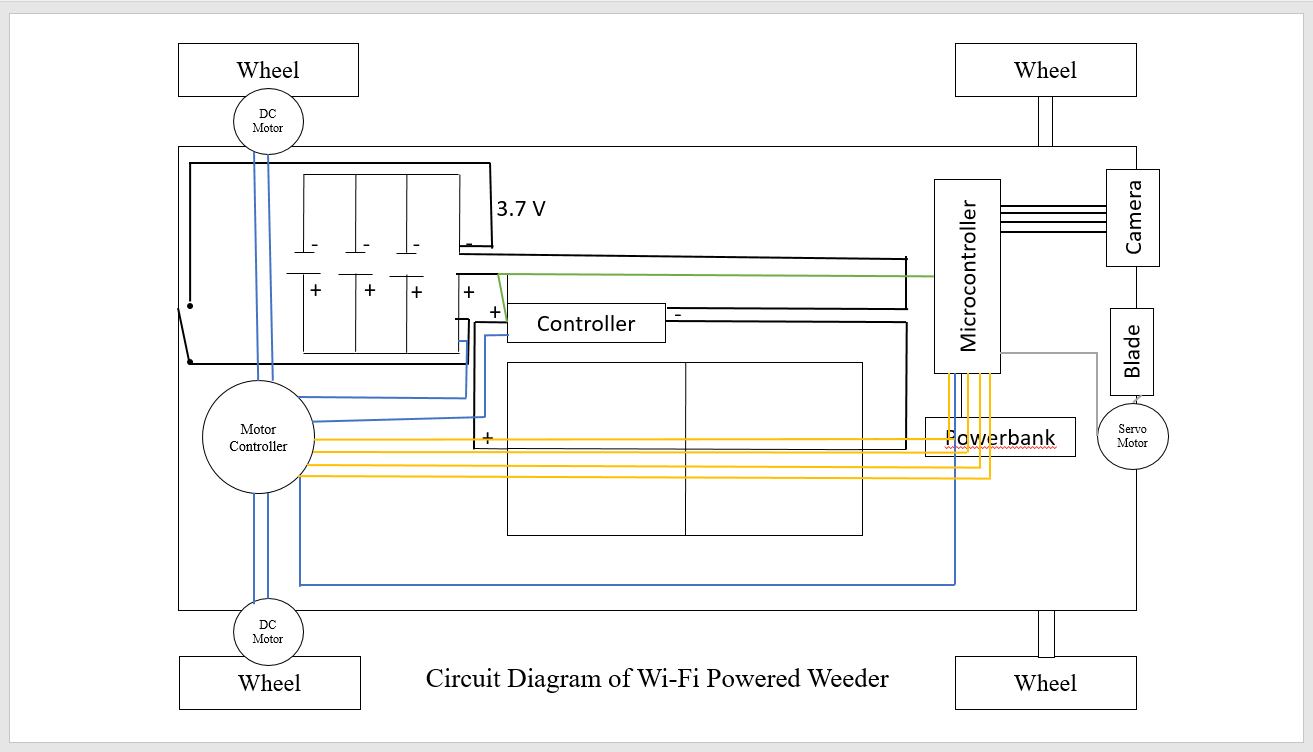 Wheel
Wheel
DC
Motor
3.7 V
-
-
-
-
+
+
+
+
+
Controller
-
Microcontroller
Camera
Blade
Motor
Controller
+
Powerbank
Servo
Motor
DC
Motor
Wheel
Circuit Diagram of Wi-Fi Powered Weeder
Wheel